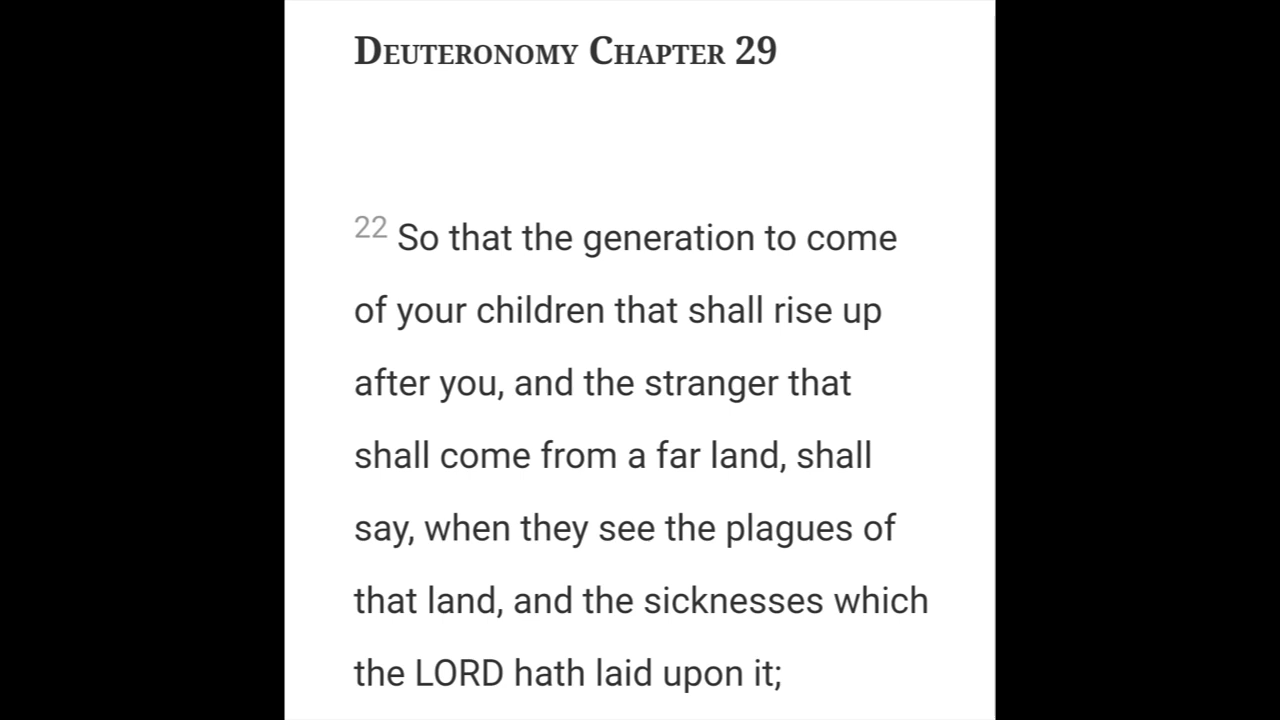 Deuteronomy Chapter 29
22 So that the generation to come
of your children that shall rise up
after you, and the stranger that
shall come from a far land, shall
say, when they see the plagues of
that land, and the sicknesses which
the LORD hath laid upon it;